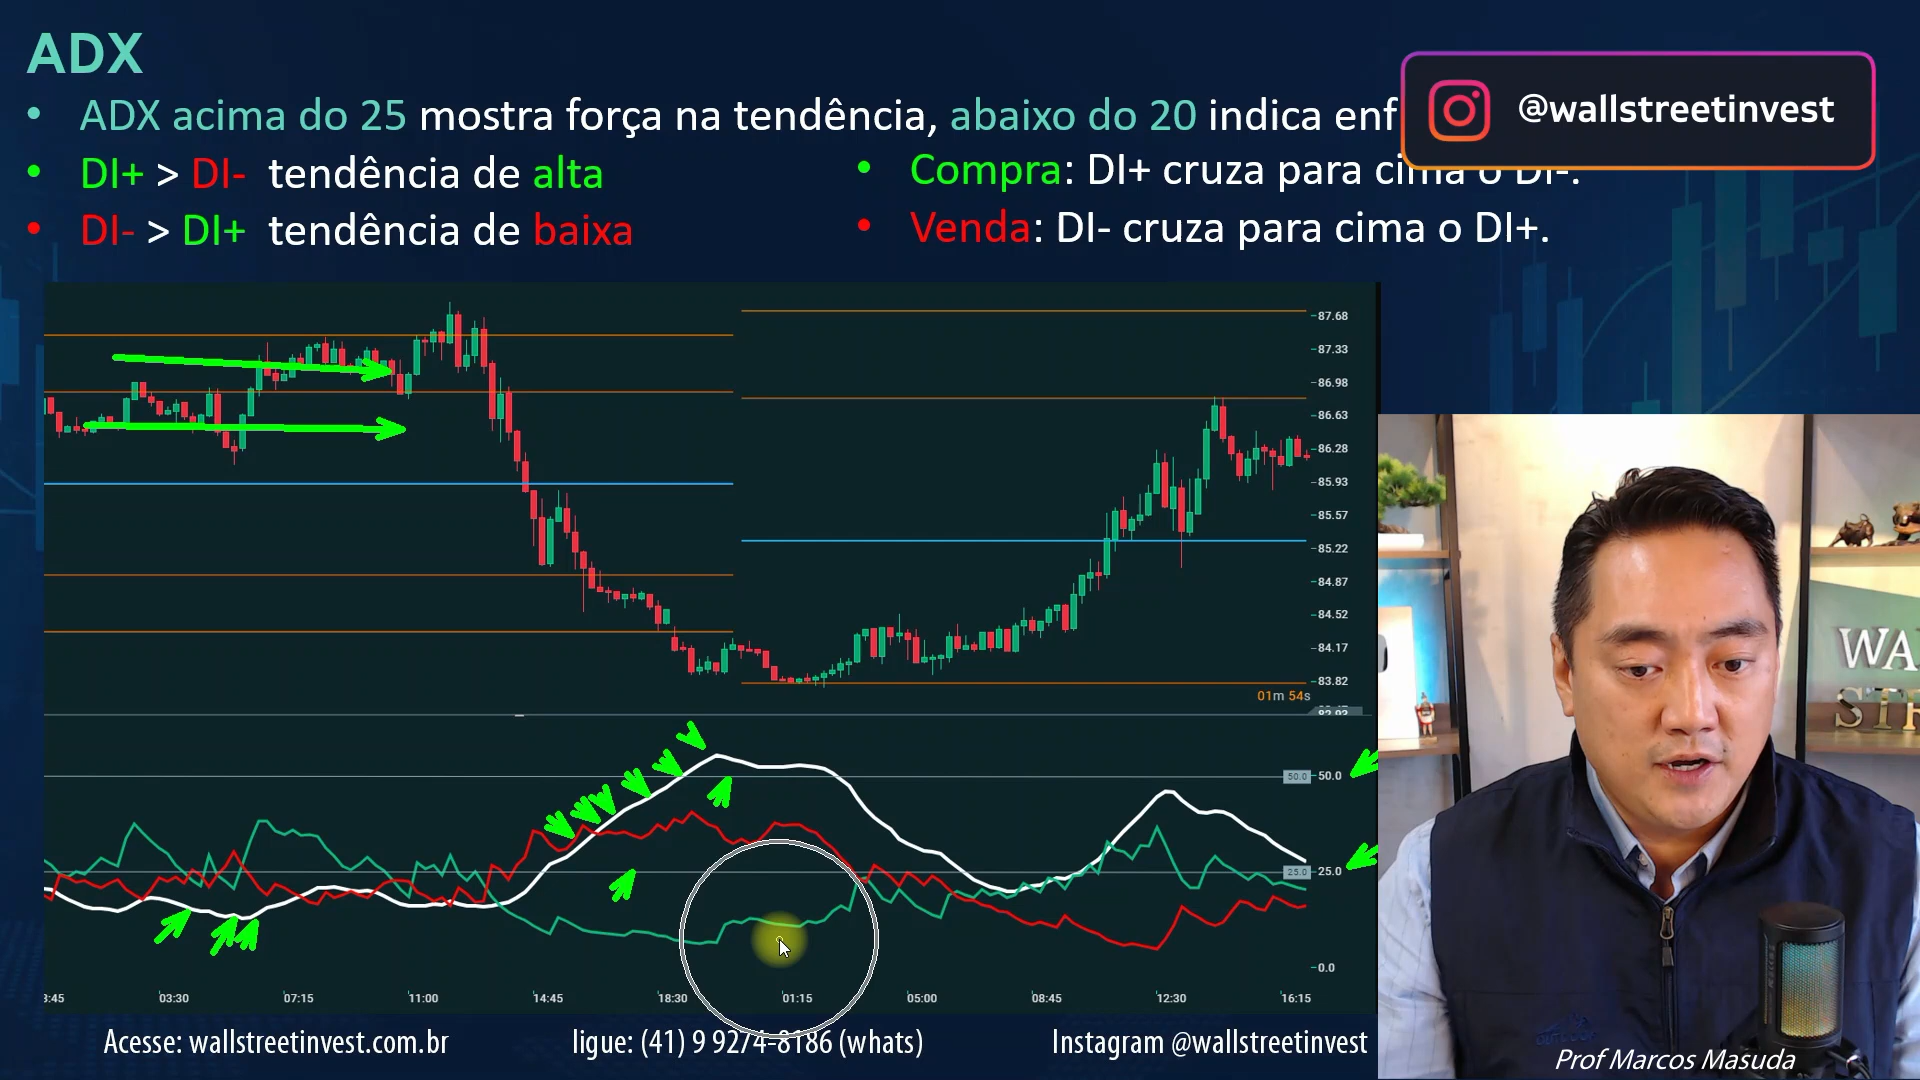 ADX
• ADX acima do 25 mostra força na tendência, abaixo do 20 indica enf
@wallstreetinvest
• DI+ > DI- tendência de alta
• Compra: DI+ cruza para cima o DI-.
• DI- > DI+ tendência de baixa
• Venda: DI- cruza para cima o DI+.
87.68
87.33
86.98
86.63
86.28
85.93
85.57
85.22
84.87
84.52
84.17
83.82
01m 54s
50.0 50.0
25.0 25.0
0.0
03:30 07:15 11:00 14:45 18:30 01:15 05:00 08:45 12:30 16:15
WA
STR
Acesse: wallstreetinvest.com.br ligue: (41) 9 9274-8186 (whats) Instagram @wallstreetinvest
Prof Marcos Masuda